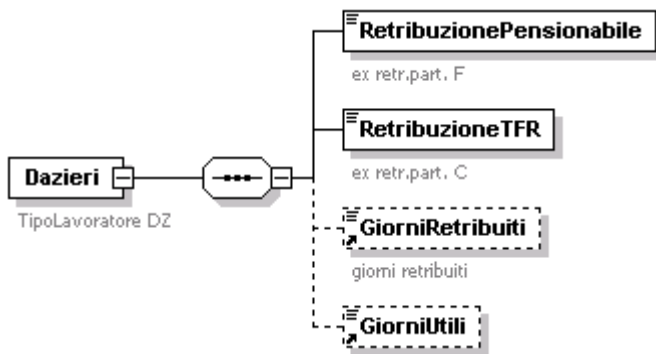 RetribuzionePensionabile
ex retr.part. F
RetribuzioneTFR
ex retr.part. C
Dazieri
TipoLavoratore DZ
GiorniRetribuiti
giorni retribuiti
GiorniUtili